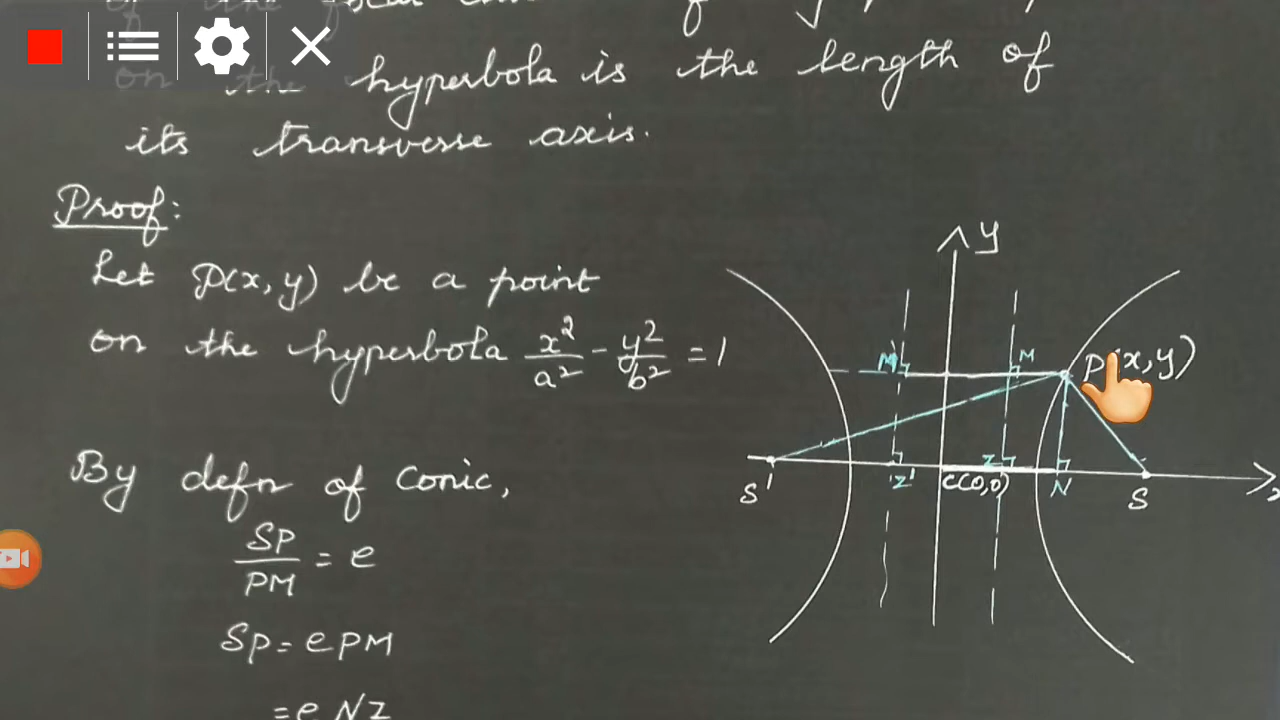 on the hyperbola is the length of
its transverse axis.
Proof:
Let P(x, y) be a point
on the hyperbola x²/a² - y²/b² = 1
By defn of Conic,
SP/PM = e
SP = e PM
= e NZ
y
M' M P(x, y)
S' Z' C(0,0) Z N S
x